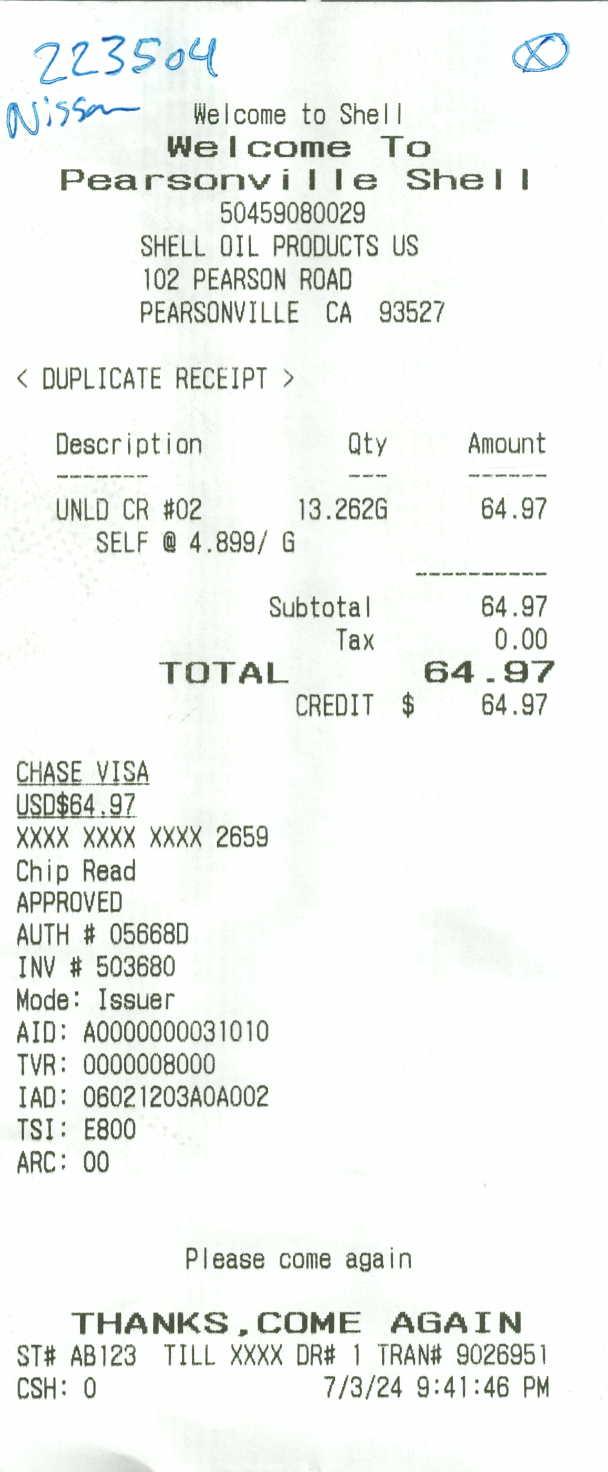 223504
Nissan
Welcome to Shell
Welcome To
Pearsonville Shell
50459080029
SHELL OIL PRODUCTS US
102 PEARSON ROAD
PEARSONVILLE CA 93527
< DUPLICATE RECEIPT >
Description Qty Amount
------- --- ------
UNLD CR #02 13.262G 64.97
SELF @ 4.899/ G
----------
Subtotal 64.97
Tax 0.00
TOTAL 64.97
CREDIT $ 64.97
CHASE VISA
USD$64.97
XXXX XXXX XXXX 2659
Chip Read
APPROVED
AUTH # 05668D
INV # 503680
Mode: Issuer
AID: A0000000031010
TVR: 0000008000
IAD: 06021203A0A002
TSI: E800
ARC: 00
Please come again
THANKS,COME AGAIN
ST# AB123 TILL XXXX DR# 1 TRAN# 9026951
CSH: 0 7/3/24 9:41:46 PM